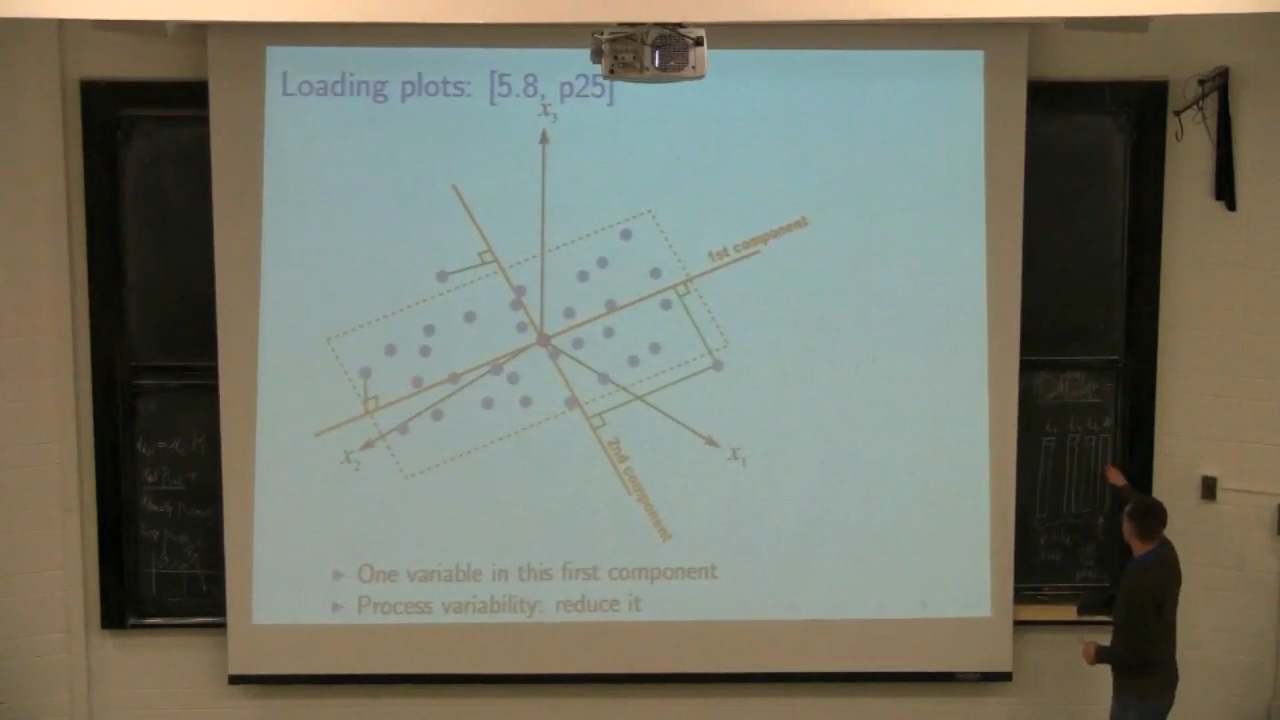 Loading plots: [5.8, p25]
x₃
1st component
x₂
x₁
2nd component
▸ One variable in this first component
▸ Process variability: reduce it